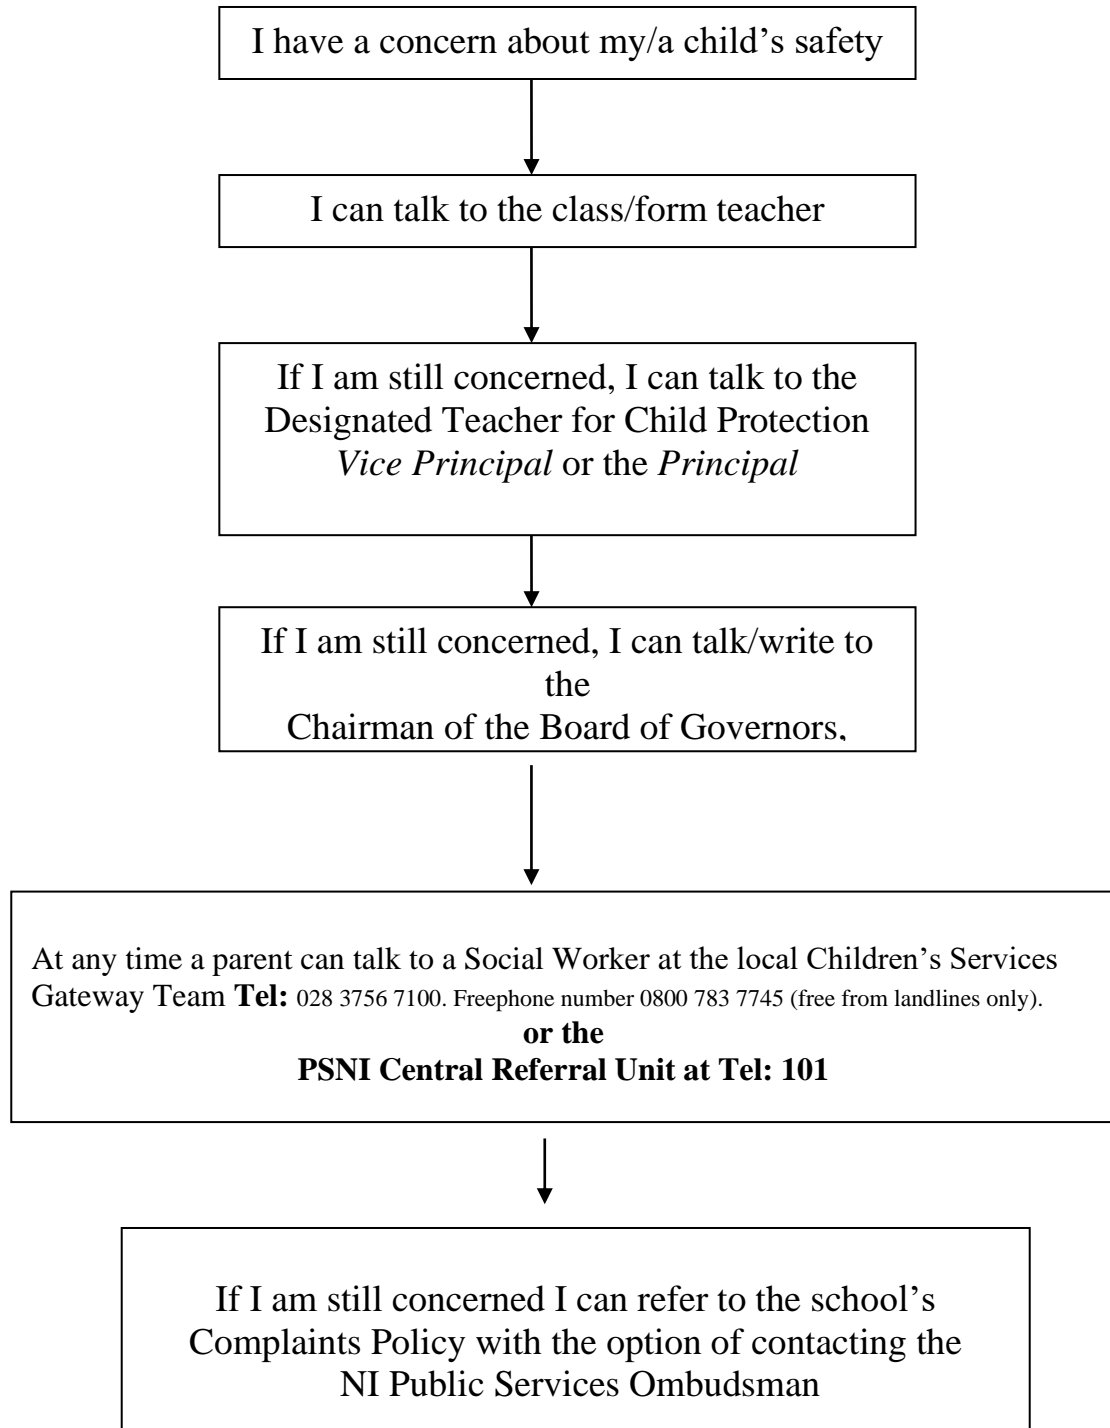 I have a concern about my/a child’s safety
I can talk to the class/form teacher
If I am still concerned, I can talk to the
Designated Teacher for Child Protection
Vice Principal or the Principal
If I am still concerned, I can talk/write to
the
Chairman of the Board of Governors,
At any time a parent can talk to a Social Worker at the local Children’s Services
Gateway Team Tel: 028 3756 7100. Freephone number 0800 783 7745 (free from landlines only).
or the
PSNI Central Referral Unit at Tel: 101
If I am still concerned I can refer to the school’s
Complaints Policy with the option of contacting the
NI Public Services Ombudsman